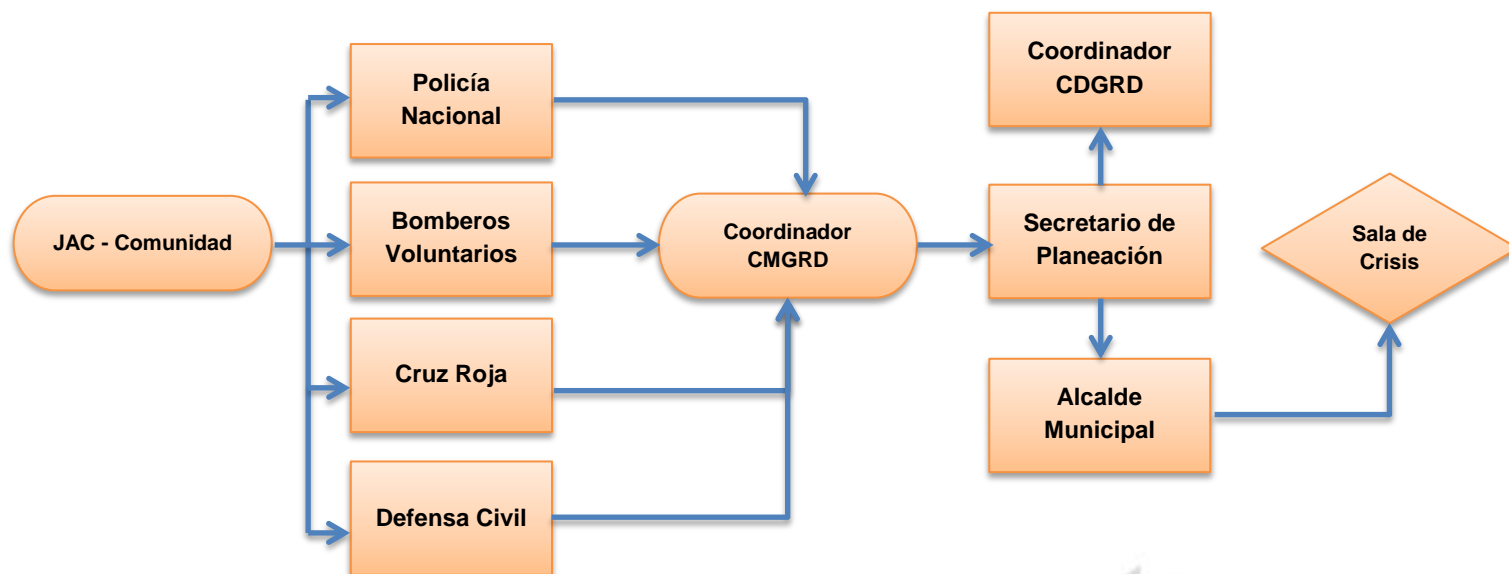 JAC - Comunidad
Policía
Nacional
Bomberos
Voluntarios
Cruz Roja
Defensa Civil
Coordinador
CMGRD
Coordinador
CDGRD
Secretario de
Planeación
Alcalde
Municipal
Sala de
Crisis